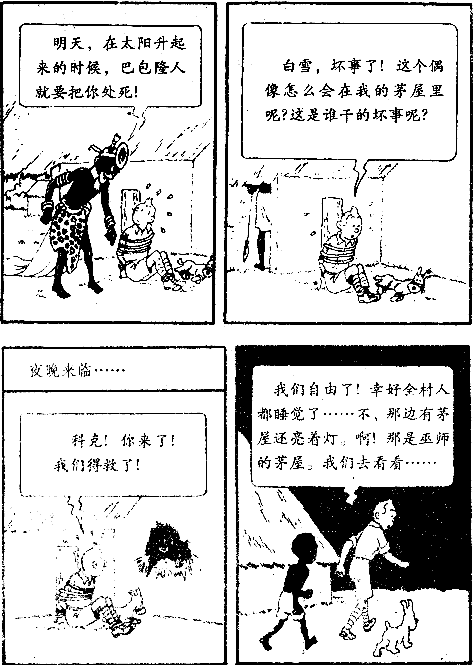 明天，在太阳升起
来的时候，巴包隆人
就要把你处死！
白雪，坏事了！这个偶
像怎么会在我的茅屋里
呢?这是谁干的坏事呢?
夜晚来临……
科克！你来了！
我们得救了！
我们自由了！幸好全村人
都睡觉了……不，那边有茅
屋还亮着灯。啊！那是巫师
的茅屋。我们去看看……